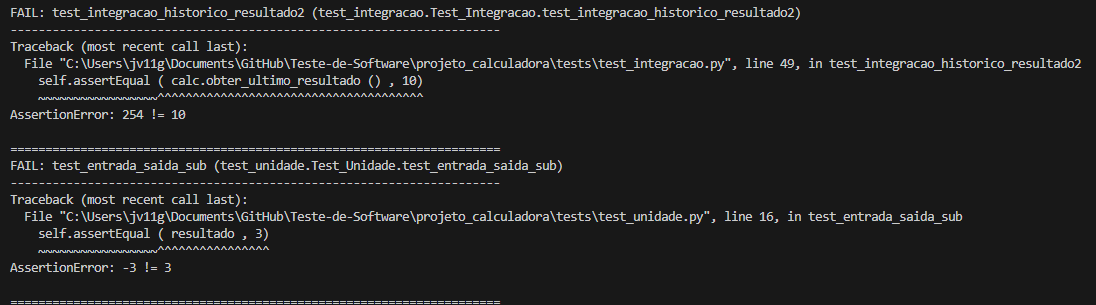 FAIL: test_integracao_historico_resultado2 (test_integracao.Test_Integracao.test_integracao_historico_resultado2)
----------------------------------------------------------------------
Traceback (most recent call last):
  File "C:\Users\jv11g\Documents\GitHub\Teste-de-Software\projeto_calculadora\tests\test_integracao.py", line 49, in test_integracao_historico_resultado2
    self.assertEqual ( calc.obter_ultimo_resultado () , 10)
    ~~~~~~~~~~~~~~~~~^^^^^^^^^^^^^^^^^^^^^^^^^^^^^^^^^^^^^^
AssertionError: 254 != 10
======================================================================
FAIL: test_entrada_saida_sub (test_unidade.Test_Unidade.test_entrada_saida_sub)
----------------------------------------------------------------------
Traceback (most recent call last):
  File "C:\Users\jv11g\Documents\GitHub\Teste-de-Software\projeto_calculadora\tests\test_unidade.py", line 16, in test_entrada_saida_sub
    self.assertEqual ( resultado , 3)
    ~~~~~~~~~~~~~~~~~^^^^^^^^^^^^^^^^
AssertionError: -3 != 3
======================================================================